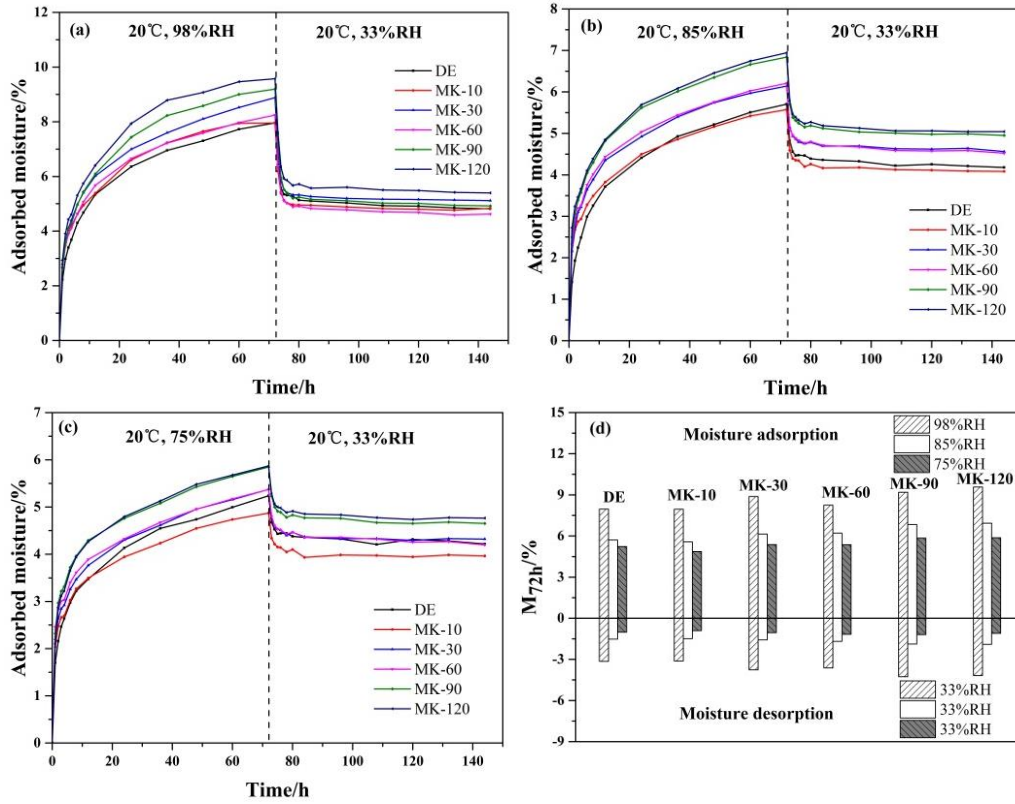 (a)
20℃, 98%RH
20℃, 33%RH
DE
MK-10
MK-30
MK-60
MK-90
MK-120
Adsorbed moisture/%
12
10
8
6
4
2
0
0 20 40 60 80 100 120 140
Time/h
(b)
20℃, 85%RH
20℃, 33%RH
DE
MK-10
MK-30
MK-60
MK-90
MK-120
Adsorbed moisture/%
8
7
6
5
4
3
2
1
0
0 20 40 60 80 100 120 140
Time/h
(c)
20℃, 75%RH
20℃, 33%RH
DE
MK-10
MK-30
MK-60
MK-90
MK-120
Adsorbed moisture/%
7
6
5
4
3
2
1
0
0 20 40 60 80 100 120 140
Time/h
(d)
Moisture adsorption
98%RH
85%RH
75%RH
DE MK-10 MK-30 MK-60 MK-90 MK-120
M72h/%
15
12
9
6
3
0
-3
-6
-9
Moisture desorption
33%RH
33%RH
33%RH